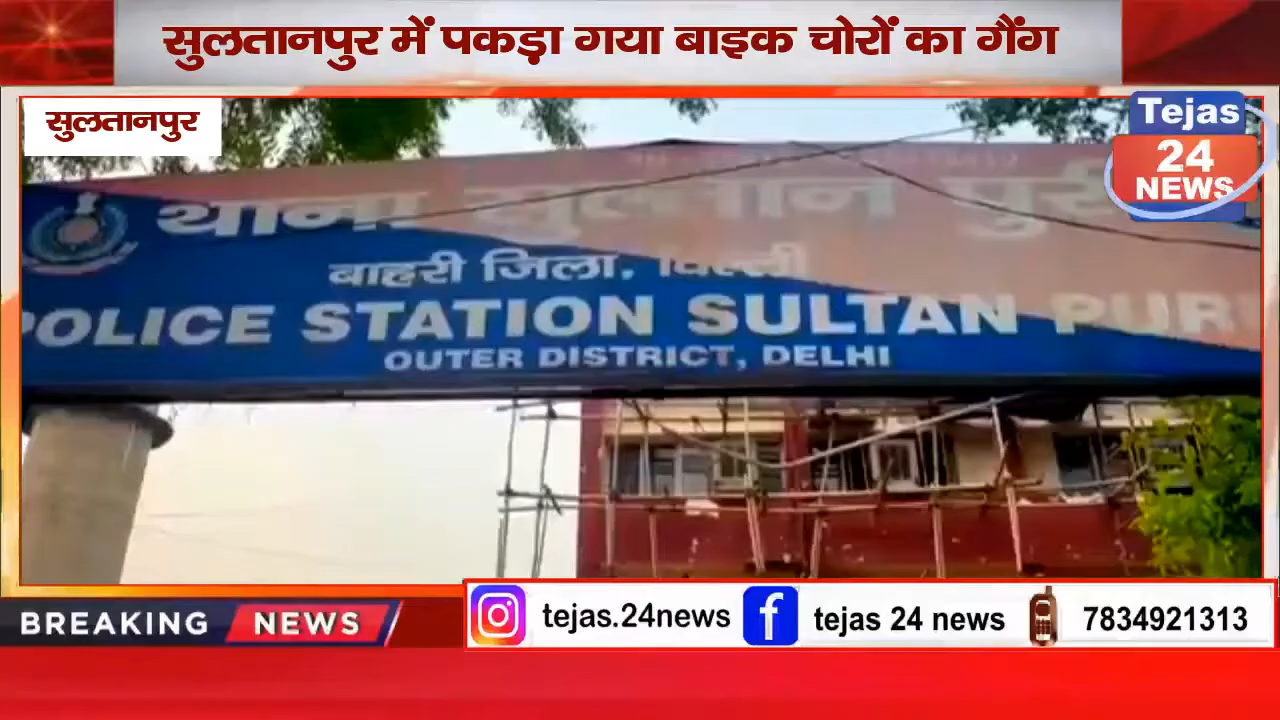 सुलतानपुर में पकड़ा गया बाइक चोरों का गैंग
सुलतानपुर
Tejas
24
NEWS
थाना सुल्तान पुरी
बाहरी जिला, दिल्ली
POLICE STATION SULTAN PURI
OUTER DISTRICT, DELHI
BREAKING NEWS
tejas.24news
tejas 24 news
7834921313